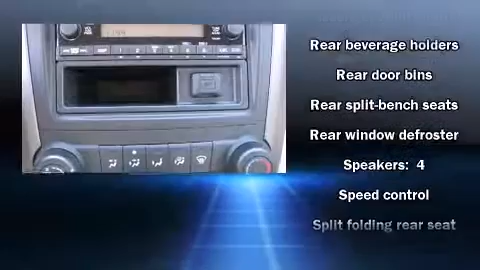 Rear beverage holders
Rear door bins
Rear split-bench seats
Rear window defroster
Speakers: 4
Speed control
Split folding rear seat